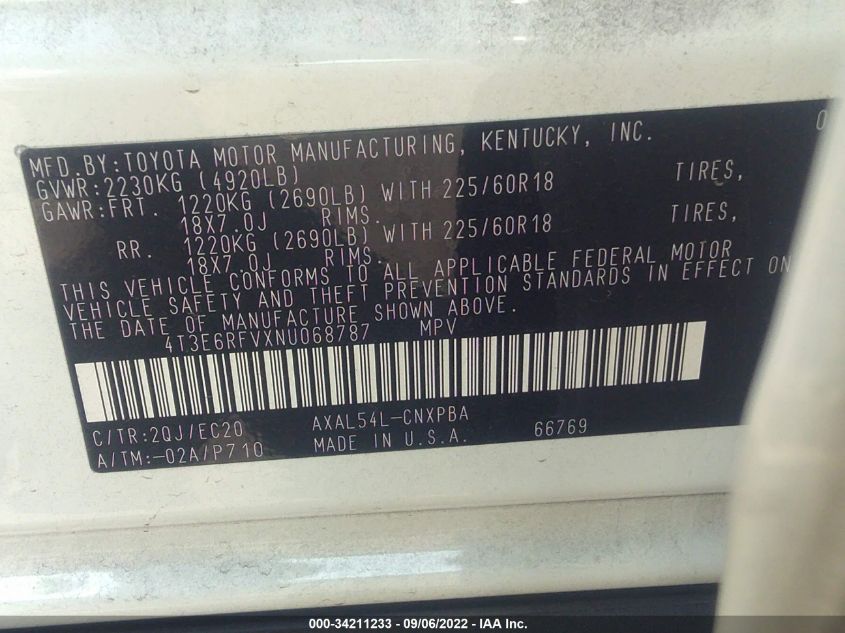 MFD.BY:TOYOTA MOTOR MANUFACTURING, KENTUCKY, INC. 0
GVWR:2230KG (4920LB)
GAWR:FRT. 1220KG (2690LB) WITH 225/60R18 TIRES,
18X7.0J RIMS.
RR. 1220KG (2690LB) WITH 225/60R18 TIRES,
18X7.0J RIMS.
THIS VEHICLE CONFORMS TO ALL APPLICABLE FEDERAL MOTOR
VEHICLE SAFETY AND THEFT PREVENTION STANDARDS IN EFFECT ON
THE DATE OF MANUFACTURE SHOWN ABOVE.
4T3E6RFVXNU068787 MPV
C/TR:2QJ/EC20 AXAL54L-CNXPBA
A/TM:-02A/P710 MADE IN U.S.A. 66769
000-34211233 - 09/06/2022 - IAA Inc.